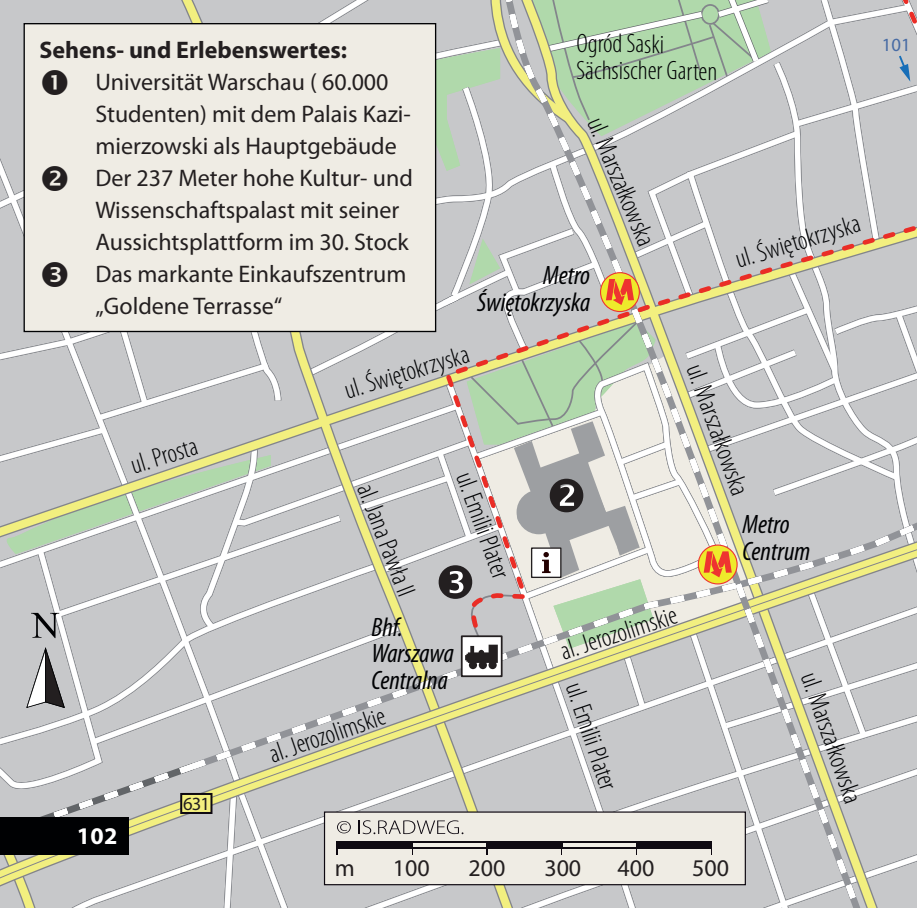 Sehens- und Erlebenswertes:
❶ Universität Warschau ( 60.000
Studenten) mit dem Palais Kazi-
mierzowski als Hauptgebäude
❷ Der 237 Meter hohe Kultur- und
Wissenschaftspalast mit seiner
Aussichtsplattform im 30. Stock
❸ Das markante Einkaufszentrum
„Goldene Terrasse“
Ogród Saski
Sächsischer Garten
101
ul. Marszałkowska
ul. Świętokrzyska
Metro
Świętokrzyska
M
ul. Świętokrzyska
ul. Marszałkowska
ul. Prosta
ul. Emilii Plater
al. Jana Pawła II
2
Metro
Centrum
M
i
3
N
Bhf.
Warszawa
Centralna
al. Jerozolimskie
al. Jerozolimskie
ul. Emilii Plater
ul. Marszałkowska
631
102
© IS.RADWEG.
m 100 200 300 400 500